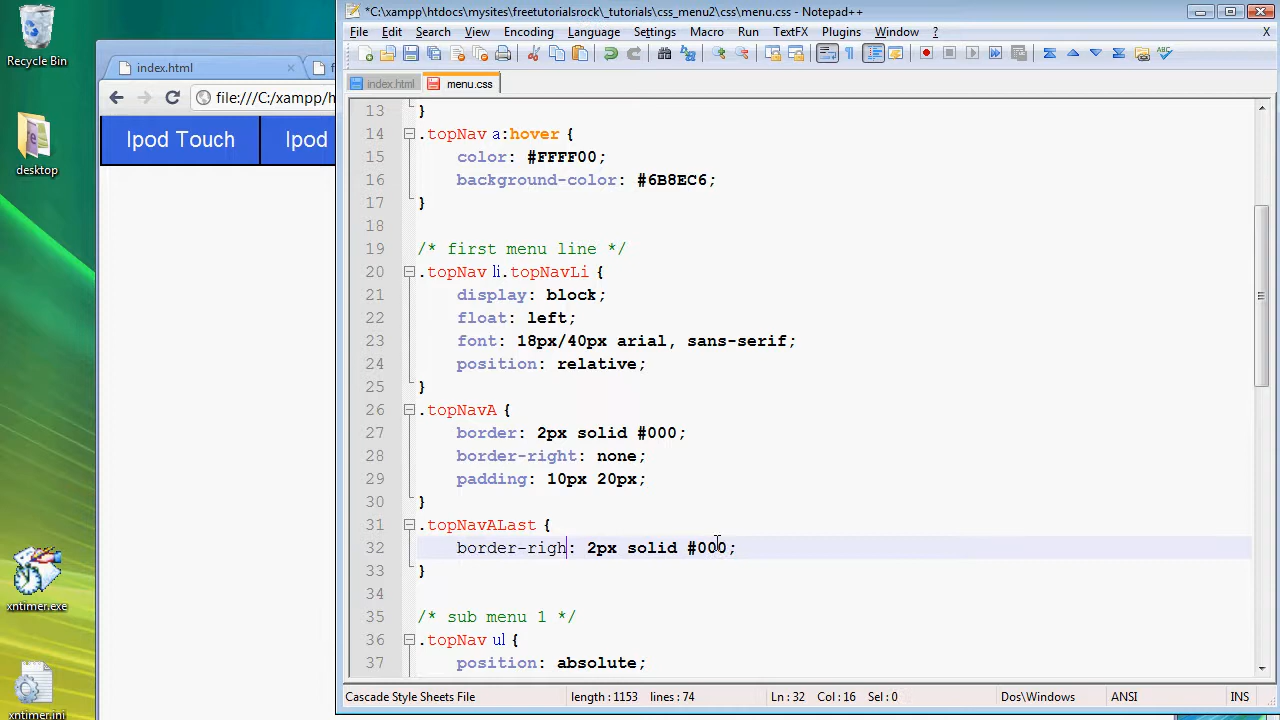 Recycle Bin
desktop
xntimer.exe
xntimer.ini
index.html
f
file:///C:/xampp/h
Ipod Touch
Ipod
*C:\xampp\htdocs\mysites\freetutorialsrock\_tutorials\css_menu2\css\menu.css - Notepad++
File Edit Search View Encoding Language Settings Macro Run TextFX Plugins Window ? X
index.html menu.css
13 }
14 .topNav a:hover {
15 color: #FFFF00;
16 background-color: #6B8EC6;
17 }
18
19 /* first menu line */
20 .topNav li.topNavLi {
21 display: block;
22 float: left;
23 font: 18px/40px arial, sans-serif;
24 position: relative;
25 }
26 .topNavA {
27 border: 2px solid #000;
28 border-right: none;
29 padding: 10px 20px;
30 }
31 .topNavALast {
32 border-righ: 2px solid #000;
33 }
34
35 /* sub menu 1 */
36 .topNav ul {
37 position: absolute;
Cascade Style Sheets File length : 1153 lines : 74 Ln : 32 Col : 16 Sel : 0 Dos\Windows ANSI INS